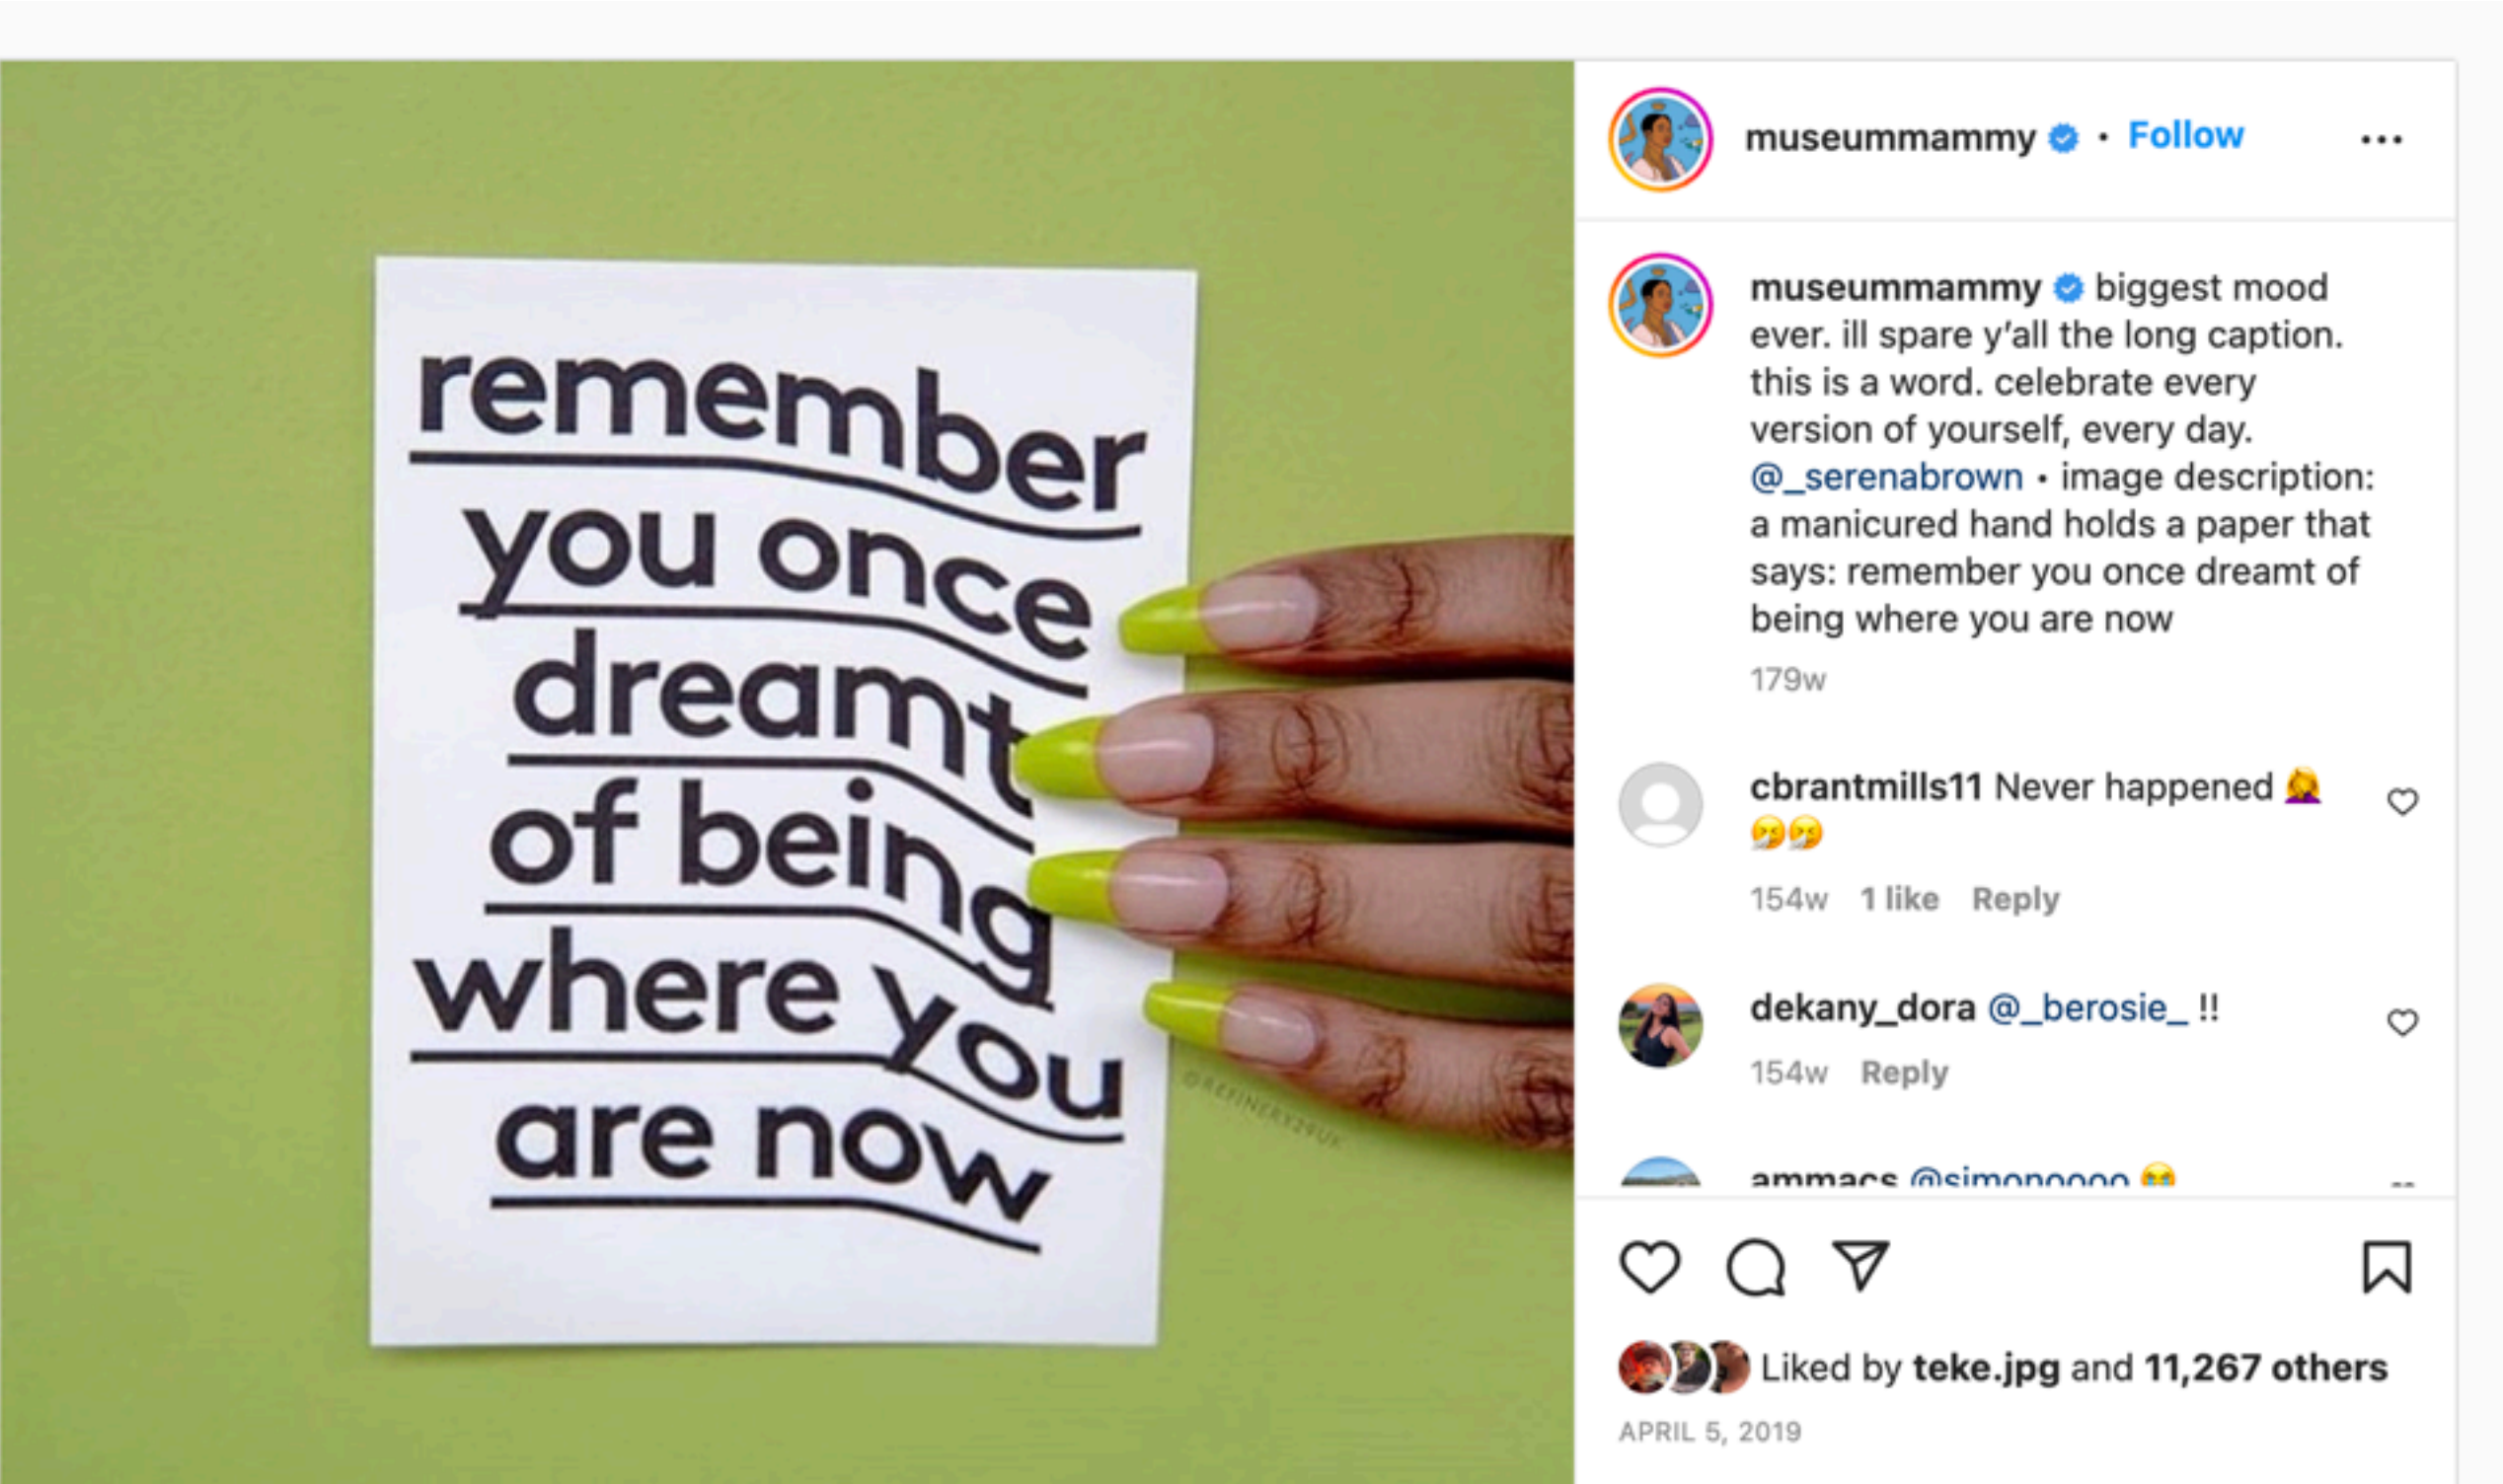 remember
you once
dreamt
of being
where you
are now
@REFINERY29UK
museummammy • Follow
museummammy biggest mood
ever. ill spare y’all the long caption.
this is a word. celebrate every
version of yourself, every day.
@_serenabrown • image description:
a manicured hand holds a paper that
says: remember you once dreamt of
being where you are now
179w
cbrantmills11 Never happened 🤦‍♀️
🤧🤧
154w 1 like Reply
dekany_dora @_berosie_ !!
154w Reply
ammacs @simonoooo 😭
Liked by teke.jpg and 11,267 others
APRIL 5, 2019